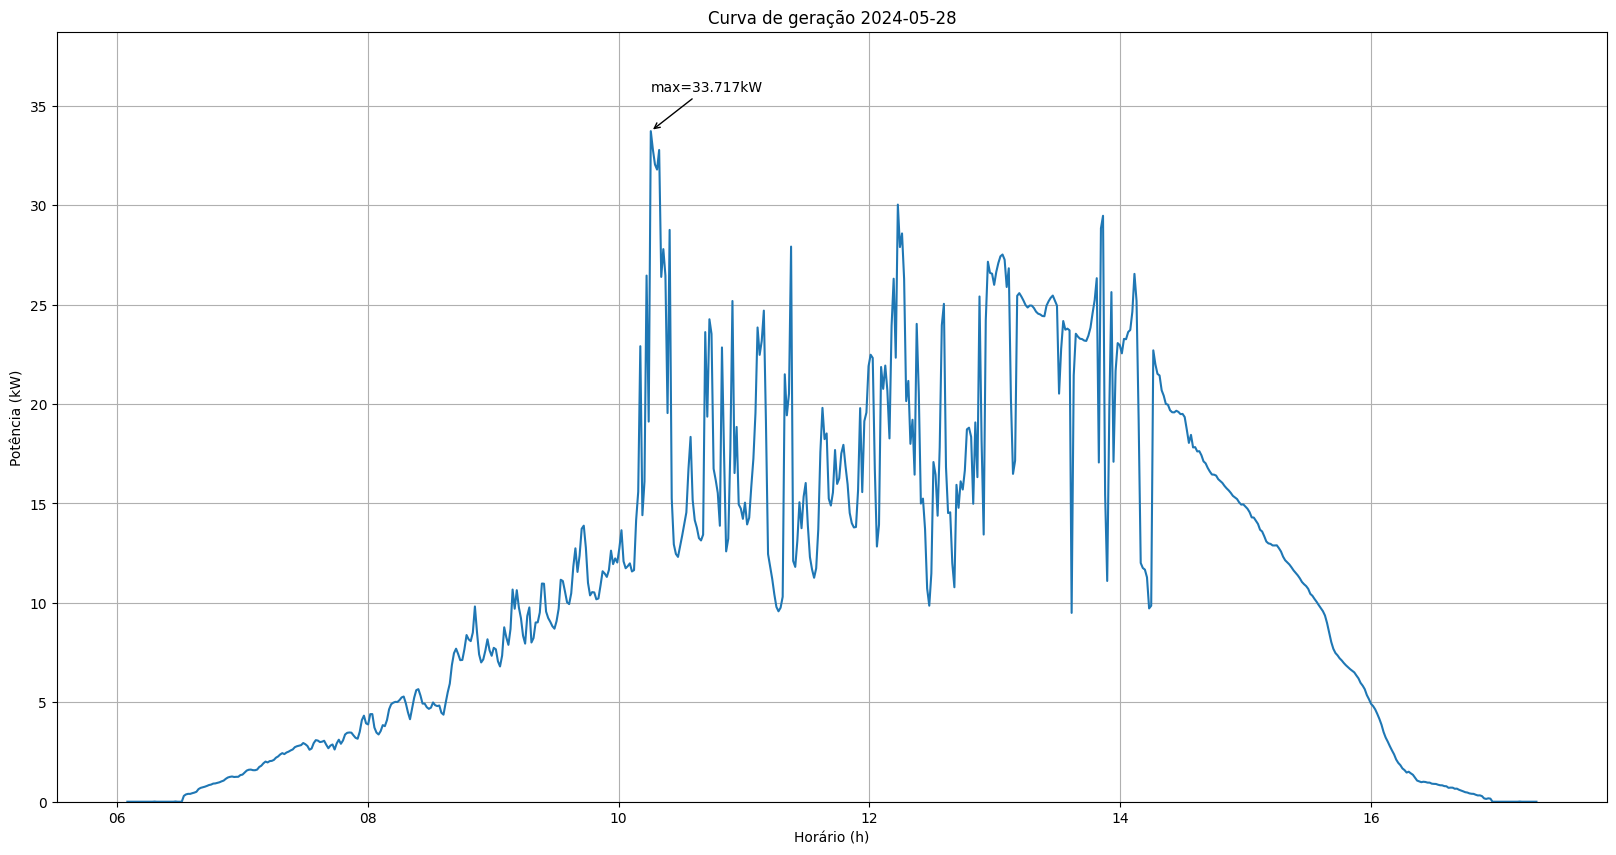 Curva de geração 2024-05-28
max=33.717kW
35
30
25
20
15
10
5
0
Potência (kW)
06 08 10 12 14 16
Horário (h)